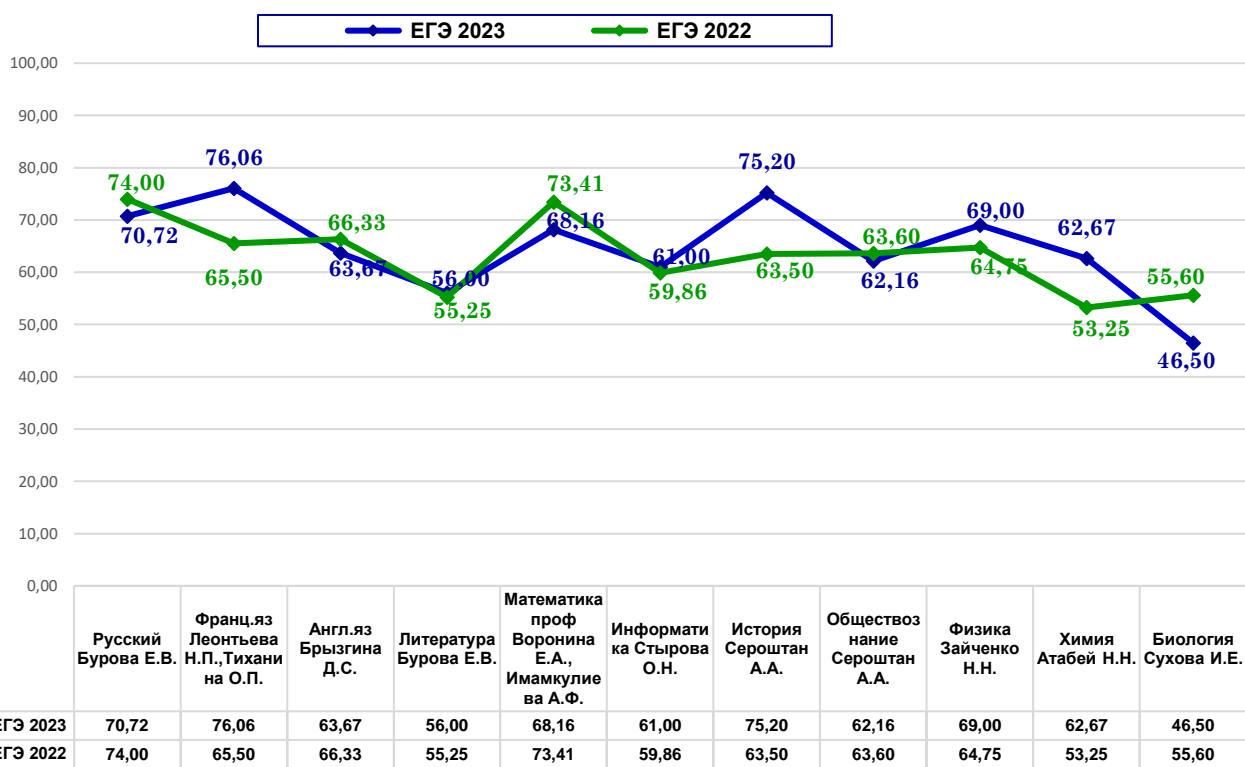 ЕГЭ 2023 ЕГЭ 2022
100,00
90,00
80,00
70,00
60,00
50,00
40,00
30,00
20,00
10,00
0,00
74,00
70,72
76,06
65,50
66,33
63,67
56,00
55,25
73,41
68,16
61,00
59,86
75,20
63,50
63,60
62,16
69,00
64,75
62,67
53,25
55,60
46,50
Русский
Бурова Е.В.
Франц.яз
Леонтьева
Н.П.,Тихани
на О.П.
Англ.яз
Брызгина
Д.С.
Литература
Бурова Е.В.
Математика
проф
Воронина
Е.А.,
Имамкулие
ва А.Ф.
Информати
ка Стырова
О.Н.
История
Сероштан
А.А.
Обществоз
нание
Сероштан
А.А.
Физика
Зайченко
Н.Н.
Химия
Атабей Н.Н.
Биология
Сухова И.Е.
ЕГЭ 2023 70,72 76,06 63,67 56,00 68,16 61,00 75,20 62,16 69,00 62,67 46,50
ЕГЭ 2022 74,00 65,50 66,33 55,25 73,41 59,86 63,50 63,60 64,75 53,25 55,60